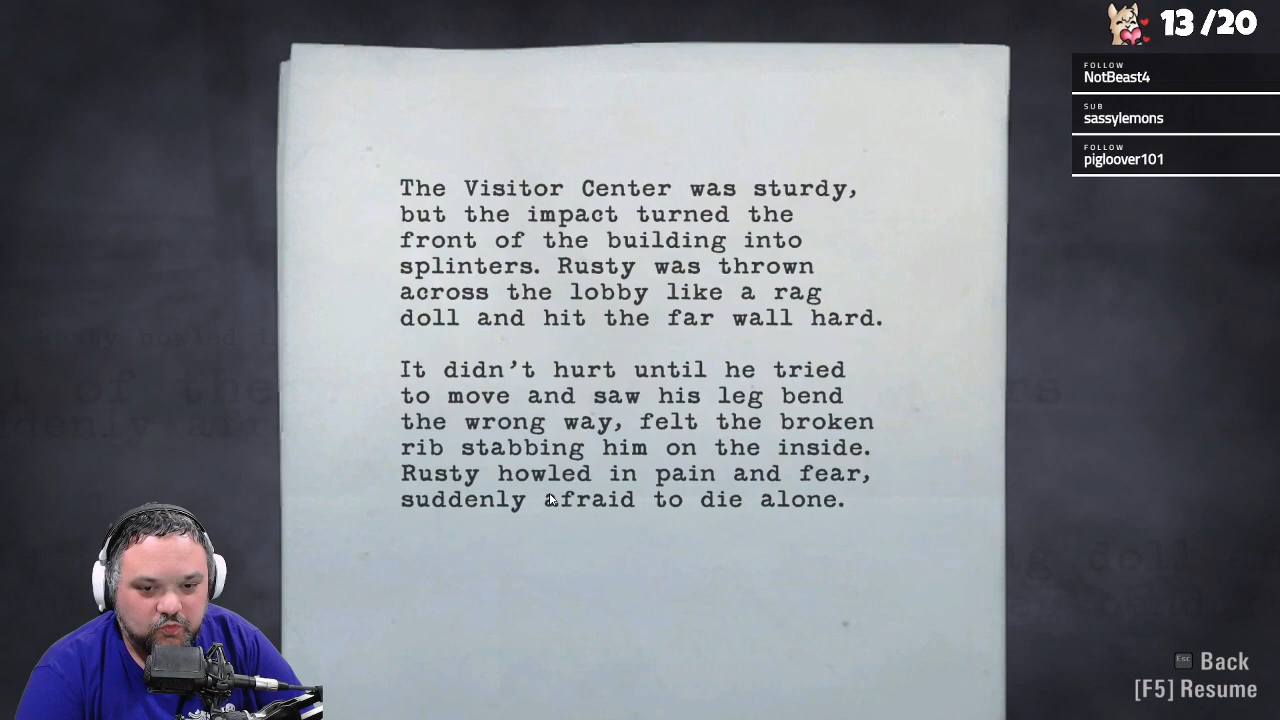 13 /20
FOLLOW
NotBeast4
SUB
sassylemons
FOLLOW
pigloover101
The Visitor Center was sturdy,
but the impact turned the
front of the building into
splinters. Rusty was thrown
across the lobby like a rag
doll and hit the far wall hard.
It didn't hurt until he tried
to move and saw his leg bend
the wrong way, felt the broken
rib stabbing him on the inside.
Rusty howled in pain and fear,
suddenly afraid to die alone.
Esc Back
[F5] Resume